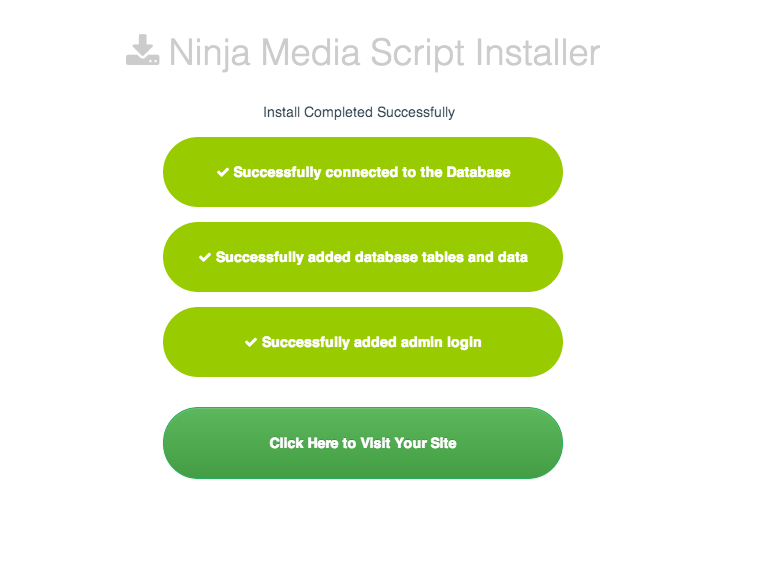 Ninja Media Script Installer
Install Completed Successfully
Successfully connected to the Database
Successfully added database tables and data
Successfully added admin login
Click Here to Visit Your Site